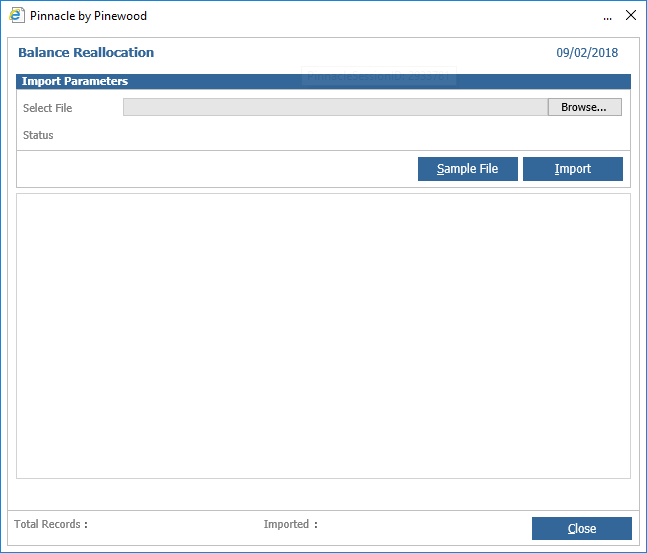 Pinnacle by Pinewood ...
Balance Reallocation 09/02/2018
Import Parameters
Select File Browse...
Status
Sample File Import
Total Records : Imported : Close